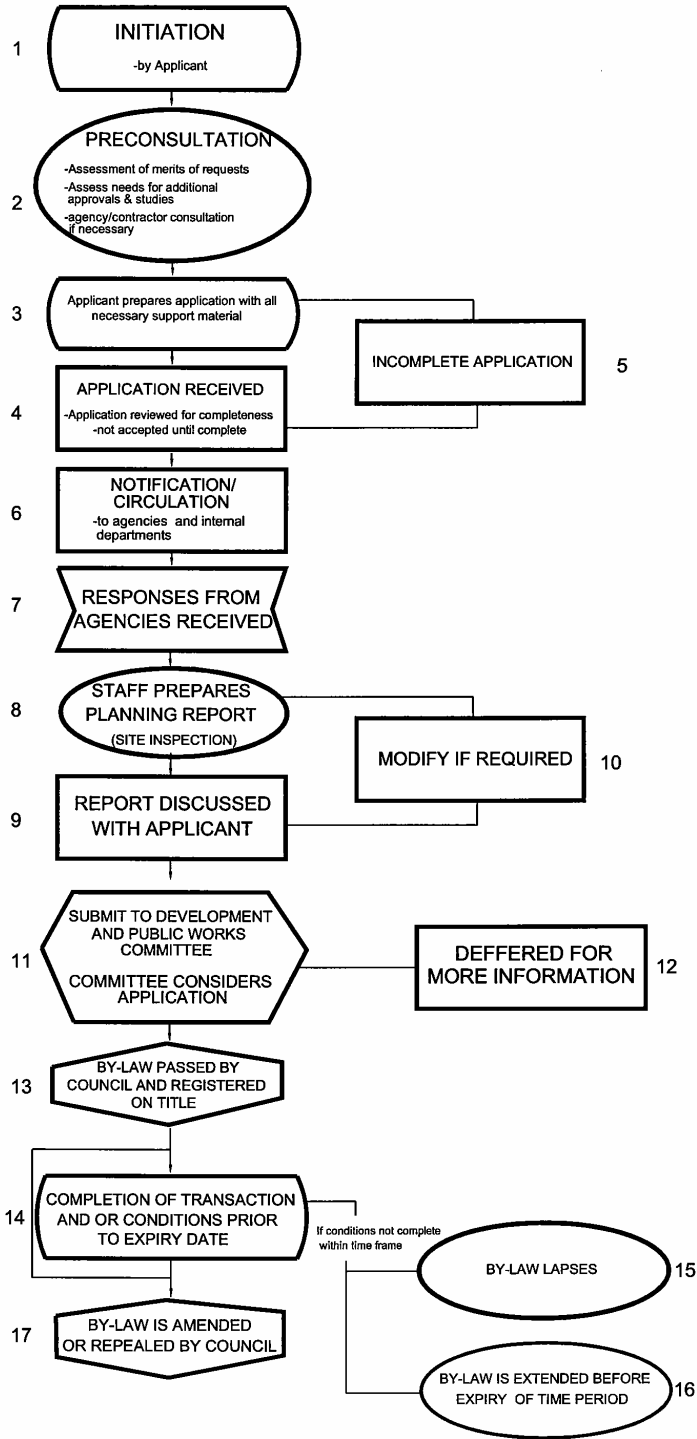 INITIATION
1
-by Applicant
PRECONSULTATION
-Assessment of merits of requests
-Assess needs for additional
approvals & studies
2
-agency/contractor consultation
if necessary
Applicant prepares application with all
necessary support material
3
INCOMPLETE APPLICATION
5
APPLICATION RECEIVED
-Application reviewed for completeness
-not accepted until complete
4
NOTIFICATION/
CIRCULATION
-to agencies and internal
departments
6
RESPONSES FROM
AGENCIES RECEIVED
7
STAFF PREPARES
PLANNING REPORT
(SITE INSPECTION)
8
MODIFY IF REQUIRED
10
REPORT DISCUSSED
WITH APPLICANT
9
SUBMIT TO DEVELOPMENT
AND PUBLIC WORKS
COMMITTEE
COMMITTEE CONSIDERS
APPLICATION
11
DEFFERED FOR
MORE INFORMATION
12
BY-LAW PASSED BY
COUNCIL AND REGISTERED
ON TITLE
13
COMPLETION OF TRANSACTION
AND OR CONDITIONS PRIOR
TO EXPIRY DATE
14
If conditions not complete
within time frame
BY-LAW LAPSES
15
BY-LAW IS AMENDED
OR REPEALED BY COUNCIL
17
BY-LAW IS EXTENDED BEFORE
EXPIRY OF TIME PERIOD
16